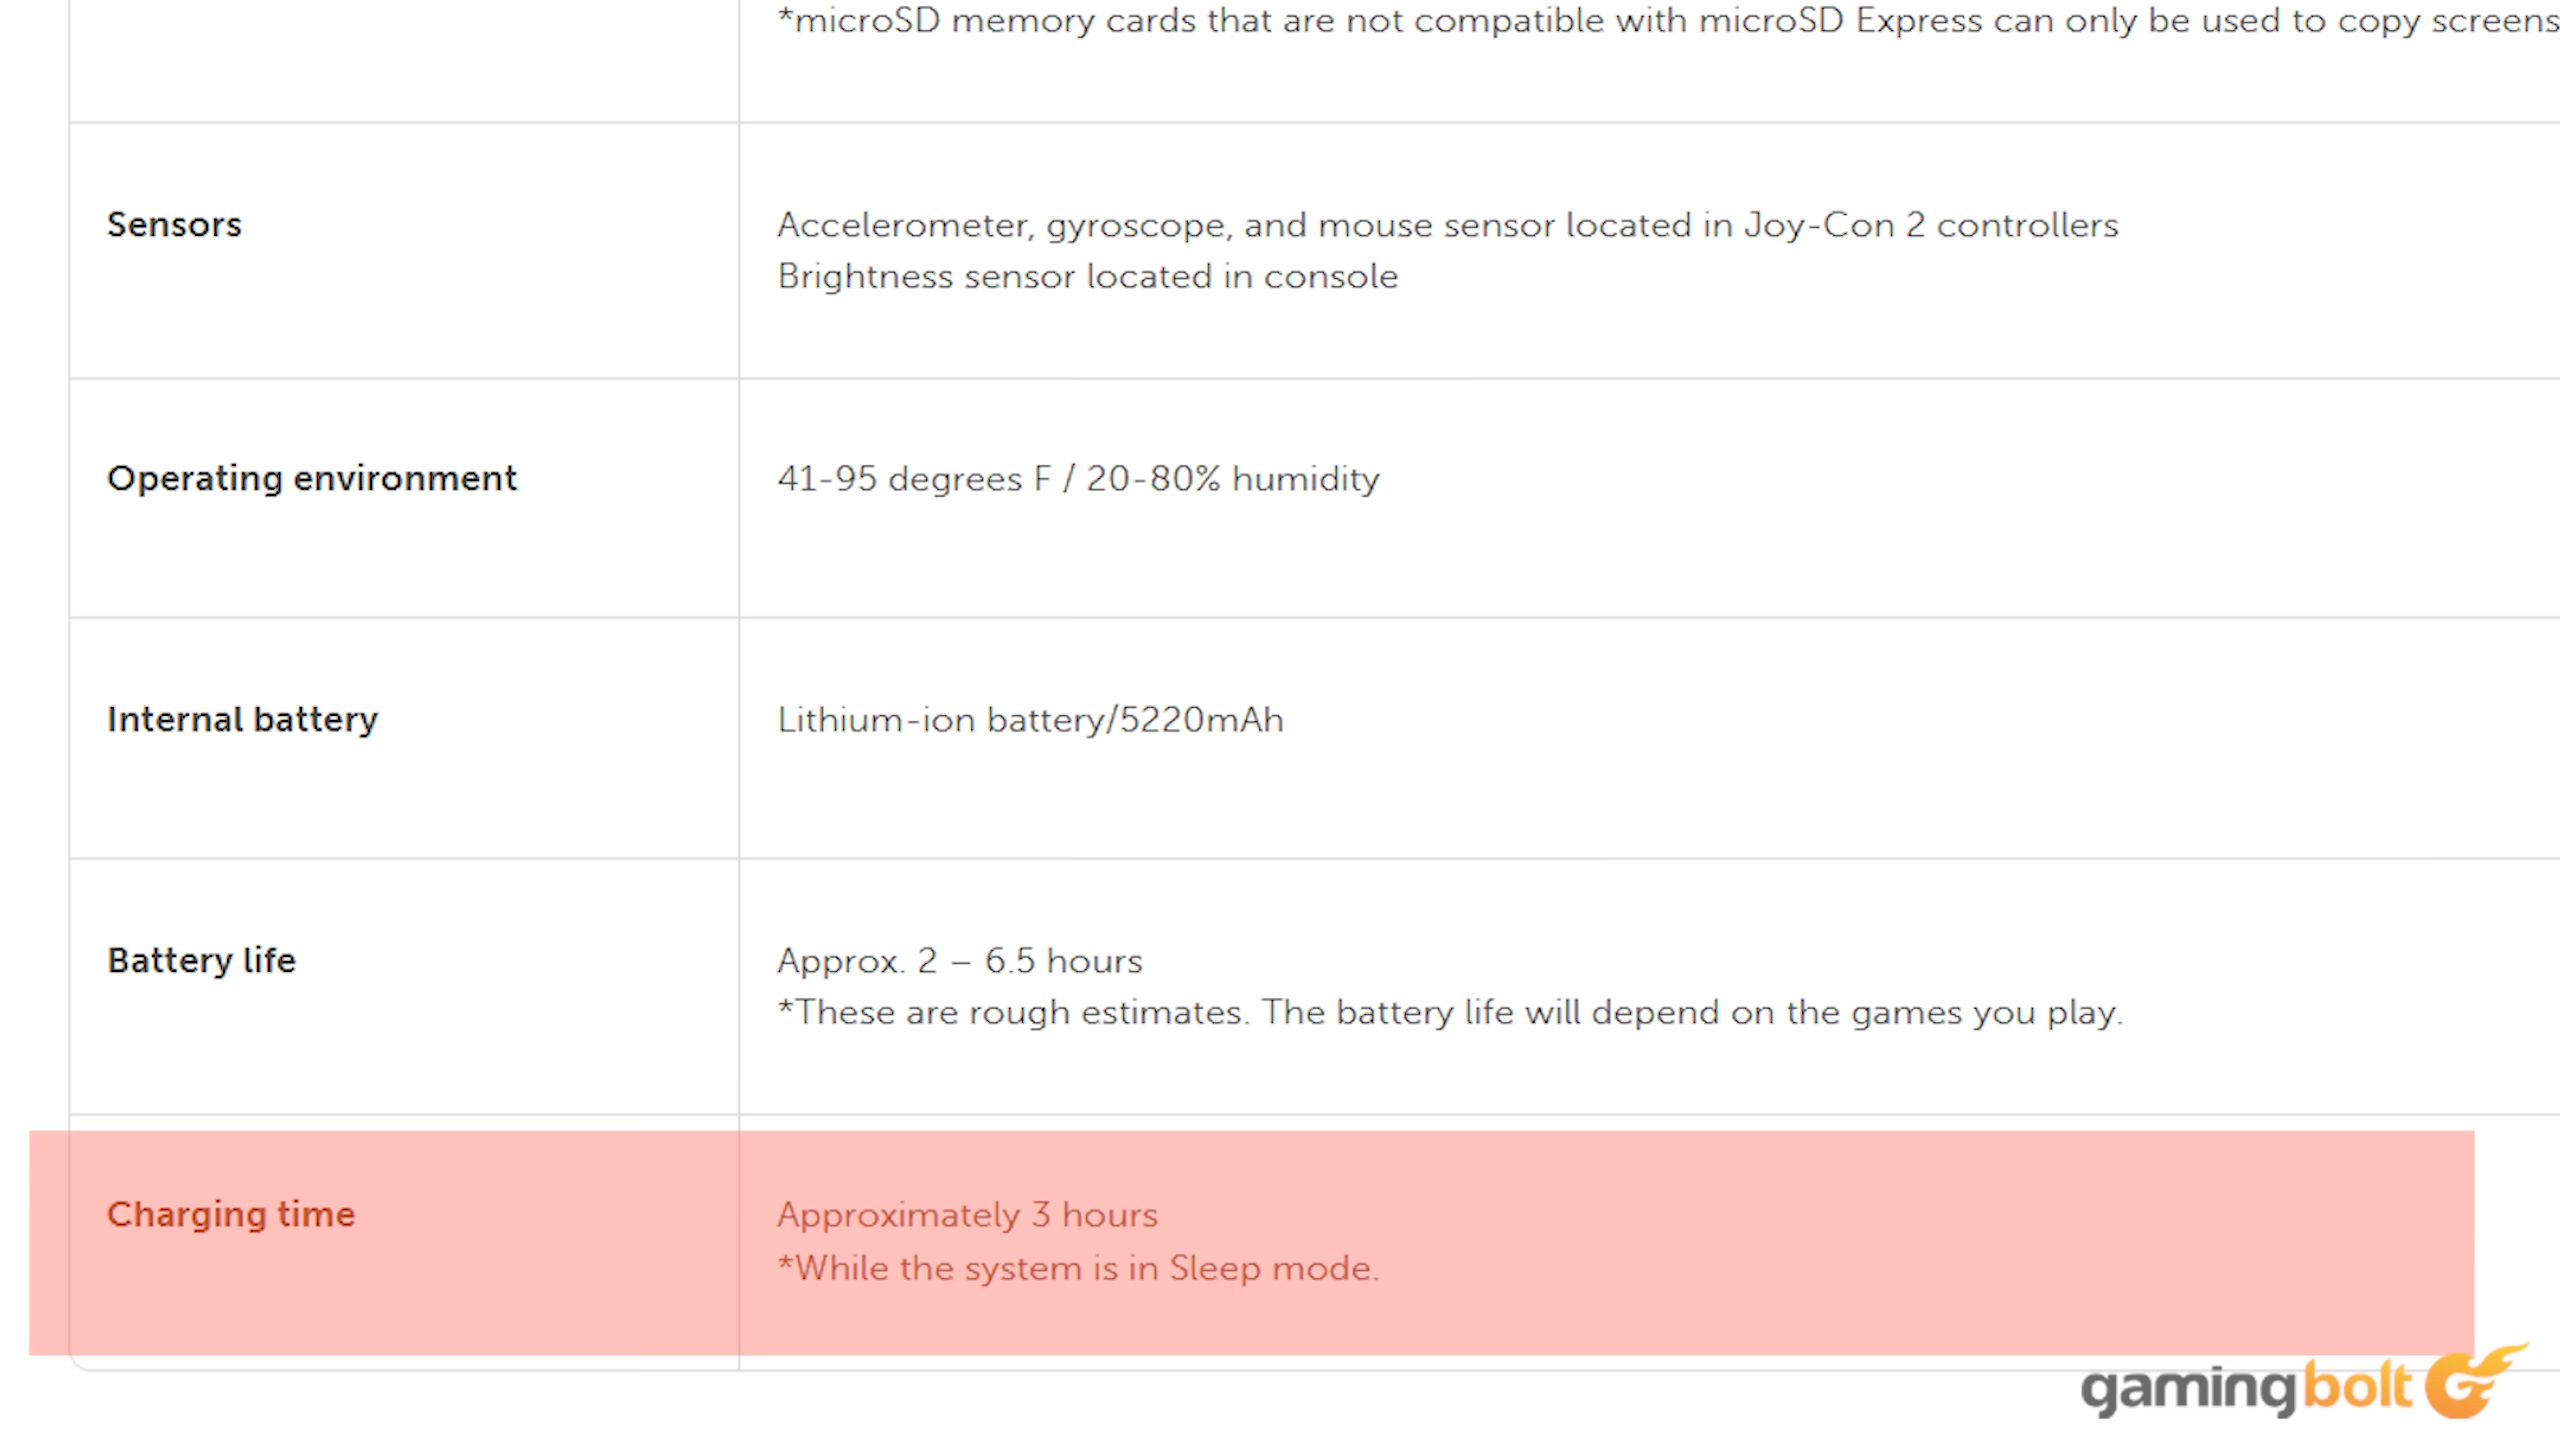 *microSD memory cards that are not compatible with microSD Express can only be used to copy screens
Sensors
Accelerometer, gyroscope, and mouse sensor located in Joy-Con 2 controllers
Brightness sensor located in console
Operating environment
41-95 degrees F / 20-80% humidity
Internal battery
Lithium-ion battery/5220mAh
Battery life
Approx. 2 – 6.5 hours
*These are rough estimates. The battery life will depend on the games you play.
Charging time
Approximately 3 hours
*While the system is in Sleep mode.
gamingbolt